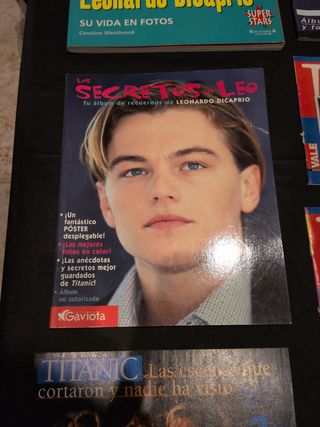 Leonardo DiCaprio
SU VIDA EN FOTOS
Caroline Westbrook
SUPER
STARS
LOS
SECRETOS DE LEO
Tu álbum de recuerdos de LEONARDO DICAPRIO
• ¡Un
fantástico
PÓSTER
desplegable!
• ¡Las mejores
fotos en color!
• ¡Las anécdotas
y secretos mejor
guardados
de Titanic!
• Álbum
no autorizado
Gaviota
VALE
TITANIC Las escenas que
cortaron y nadie ha visto